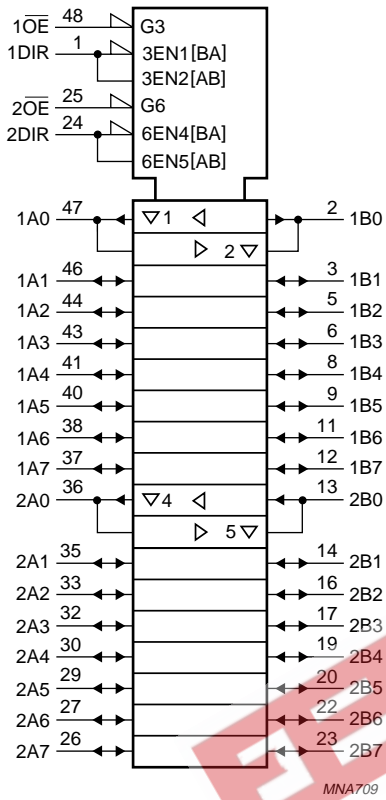 1OE 48 G3
1DIR 1 3EN1[BA]
3EN2[AB]
2OE 25 G6
2DIR 24 6EN4[BA]
6EN5[AB]
1A0 47 1 2 1B0
2
1A1 46 3 1B1
1A2 44 5 1B2
1A3 43 6 1B3
1A4 41 8 1B4
1A5 40 9 1B5
1A6 38 11 1B6
1A7 37 12 1B7
2A0 36 4 13 2B0
5
2A1 35 14 2B1
2A2 33 16 2B2
2A3 32 17 2B3
2A4 30 19 2B4
2A5 29 20 2B5
2A6 27 22 2B6
2A7 26 23 2B7
MNA709